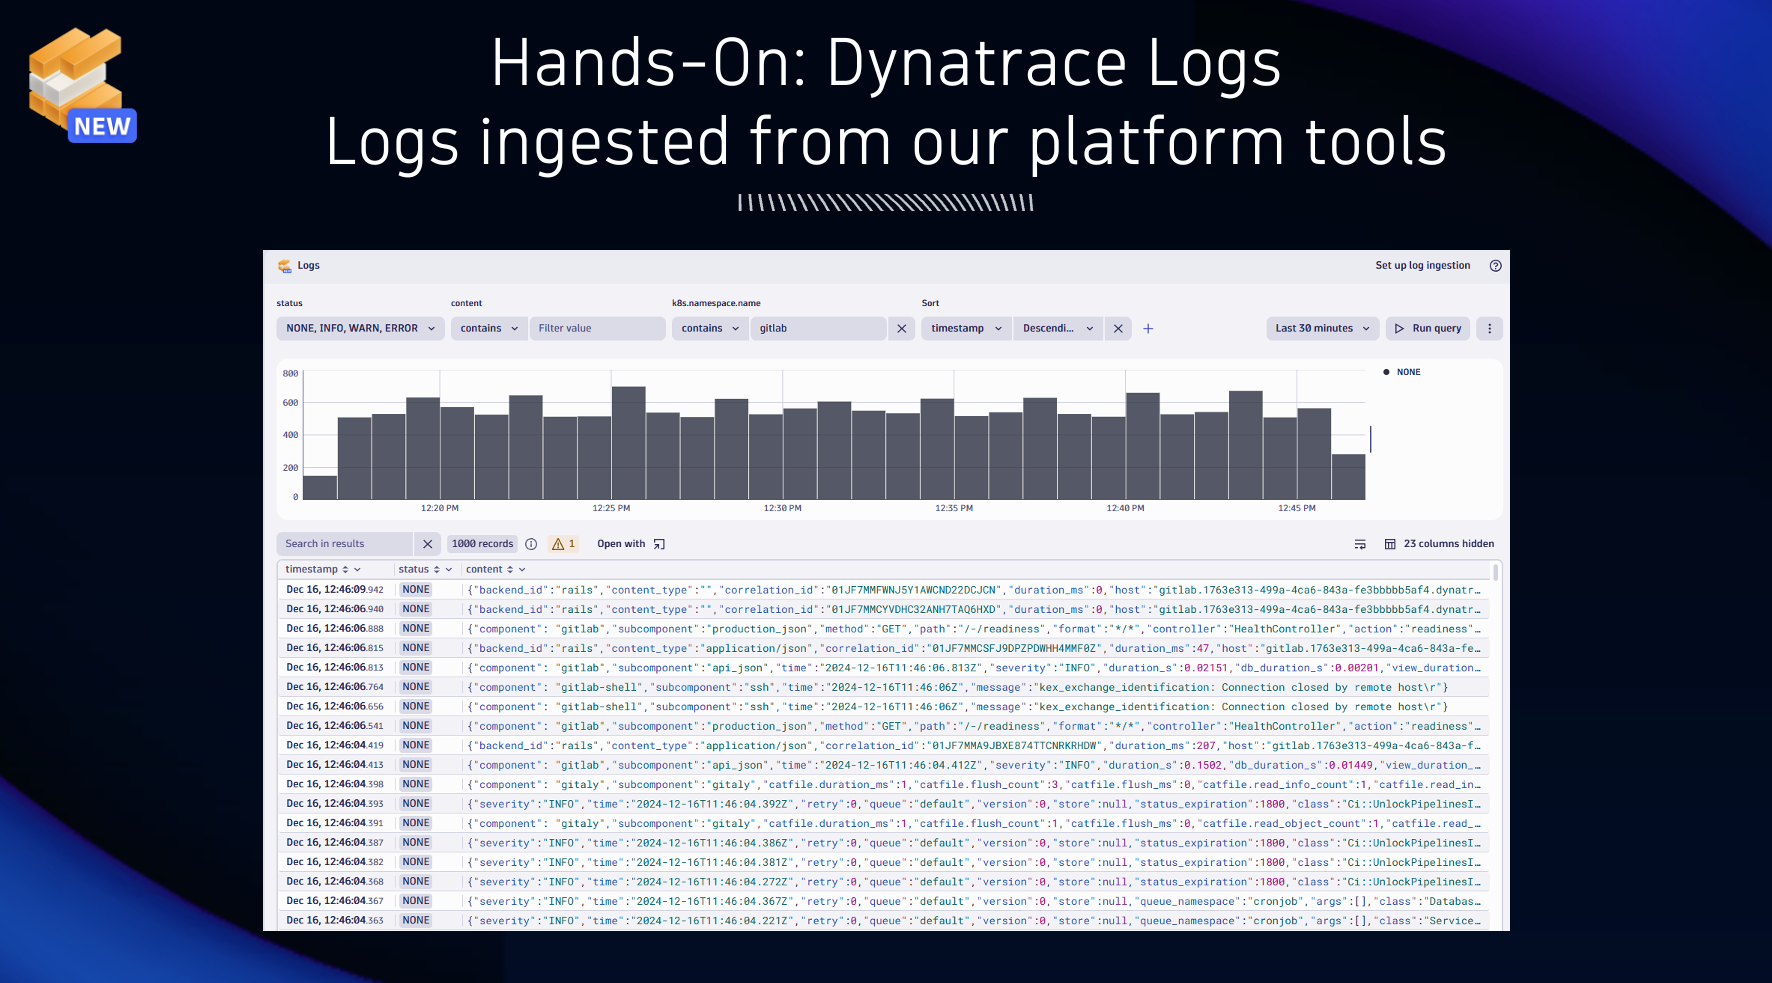 NEW
Hands-On: Dynatrace Logs
Logs ingested from our platform tools
Logs
Set up log ingestion
status content k8s.namespace.name Sort
NONE, INFO, WARN, ERROR contains Filter value contains gitlab timestamp Descendi... Last 30 minutes Run query
800
600
400
200
0
12:20 PM 12:25 PM 12:30 PM 12:35 PM 12:40 PM 12:45 PM
NONE
Search in results 1000 records 1 Open with 23 columns hidden
timestamp status content
Dec 16, 12:46:09.942 NONE {"backend_id":"rails","content_type":"","correlation_id":"01JF7MMFWNJ5Y1AWCND22DCJCN","duration_ms":0,"host":"gitlab.1763e313-499a-4ca6-843a-fe3bbbbb5af4.dynatr...
Dec 16, 12:46:06.940 NONE {"backend_id":"rails","content_type":"","correlation_id":"01JF7MMCYVDHC32ANH7TAQ6HXD","duration_ms":0,"host":"gitlab.1763e313-499a-4ca6-843a-fe3bbbbb5af4.dynatr...
Dec 16, 12:46:06.888 NONE {"component": "gitlab","subcomponent":"production_json","method":"GET","path":"/-/readiness","format":"*/*","controller":"HealthController","action":"readiness"...
Dec 16, 12:46:06.815 NONE {"backend_id":"rails","content_type":"application/json","correlation_id":"01JF7MMCSFJ9DPZPDWHH4MMF0Z","duration_ms":47,"host":"gitlab.1763e313-499a-4ca6-843a-fe...
Dec 16, 12:46:06.813 NONE {"component": "gitlab","subcomponent":"api_json","time":"2024-12-16T11:46:06.813Z","severity":"INFO","duration_s":0.02151,"db_duration_s":0.00201,"view_duration...
Dec 16, 12:46:06.764 NONE {"component": "gitlab-shell","subcomponent":"ssh","time":"2024-12-16T11:46:06Z","message":"kex_exchange_identification: Connection closed by remote host\r"}
Dec 16, 12:46:06.656 NONE {"component": "gitlab-shell","subcomponent":"ssh","time":"2024-12-16T11:46:06Z","message":"kex_exchange_identification: Connection closed by remote host\r"}
Dec 16, 12:46:06.541 NONE {"component": "gitlab","subcomponent":"production_json","method":"GET","path":"/-/readiness","format":"*/*","controller":"HealthController","action":"readiness"...
Dec 16, 12:46:04.419 NONE {"backend_id":"rails","content_type":"application/json","correlation_id":"01JF7MMA9JBXE874TTCNRKRHDW","duration_ms":207,"host":"gitlab.1763e313-499a-4ca6-843a-f...
Dec 16, 12:46:04.413 NONE {"component": "gitlab","subcomponent":"api_json","time":"2024-12-16T11:46:04.412Z","severity":"INFO","duration_s":0.1502,"db_duration_s":0.01449,"view_duration_...
Dec 16, 12:46:04.398 NONE {"component": "gitaly","subcomponent":"gitaly","catfile.duration_ms":1,"catfile.flush_count":3,"catfile.flush_ms":0,"catfile.read_info_count":1,"catfile.read_in...
Dec 16, 12:46:04.393 NONE {"severity":"INFO","time":"2024-12-16T11:46:04.392Z","retry":0,"queue":"default","version":0,"store":null,"status_expiration":1800,"class":"Ci::UnlockPipelinesI...
Dec 16, 12:46:04.391 NONE {"component": "gitaly","subcomponent":"gitaly","catfile.duration_ms":1,"catfile.flush_count":1,"catfile.flush_ms":0,"catfile.read_object_count":1,"catfile.read_...
Dec 16, 12:46:04.387 NONE {"severity":"INFO","time":"2024-12-16T11:46:04.386Z","retry":0,"queue":"default","version":0,"store":null,"status_expiration":1800,"class":"Ci::UnlockPipelinesI...
Dec 16, 12:46:04.382 NONE {"severity":"INFO","time":"2024-12-16T11:46:04.381Z","retry":0,"queue":"default","version":0,"store":null,"status_expiration":1800,"class":"Ci::UnlockPipelinesI...
Dec 16, 12:46:04.368 NONE {"severity":"INFO","time":"2024-12-16T11:46:04.272Z","retry":0,"queue":"default","version":0,"store":null,"status_expiration":1800,"class":"Ci::UnlockPipelinesI...
Dec 16, 12:46:04.367 NONE {"severity":"INFO","time":"2024-12-16T11:46:04.367Z","retry":0,"queue":"default","version":0,"store":null,"queue_namespace":"cronjob","args":[],"class":"Databas...
Dec 16, 12:46:04.363 NONE {"severity":"INFO","time":"2024-12-16T11:46:04.221Z","retry":0,"queue":"default","version":0,"store":null,"queue_namespace":"cronjob","args":[],"class":"Service...